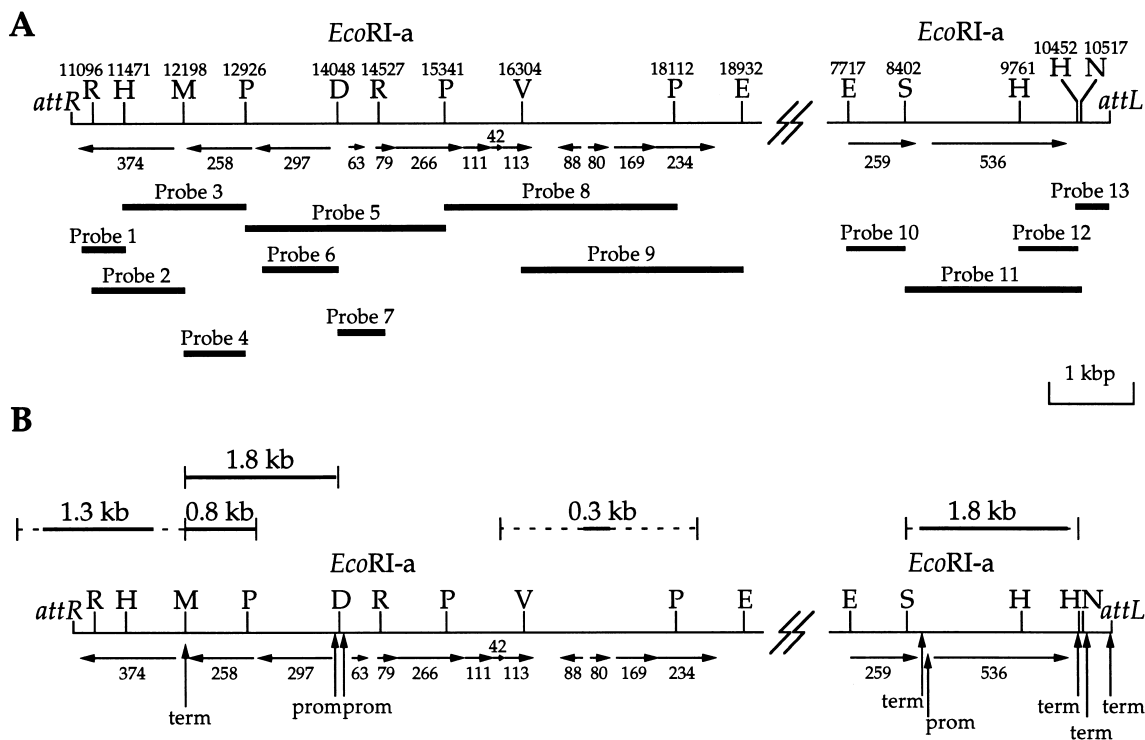 A
EcoRI-a EcoRI-a
11096 11471 12198 12926 14048 14527 15341 16304 18112 18932 7717 8402 9761 10452 10517
attR R H M P D R P V P E E S H H N attL
42
374 258 297 63 79 266 111 113 88 80 169 234 259 536
Probe 3 Probe 8 Probe 13
Probe 5
Probe 1 Probe 10 Probe 12
Probe 6 Probe 9
Probe 2 Probe 11
Probe 7
Probe 4
1 kbp
B
1.8 kb
1.3 kb 0.8 kb 0.3 kb 1.8 kb
EcoRI-a EcoRI-a
attR R H M P D R P V P E E S H H N attL
42
374 258 297 63 79 266 111 113 88 80 169 234 259 536
term prom prom term prom term term term